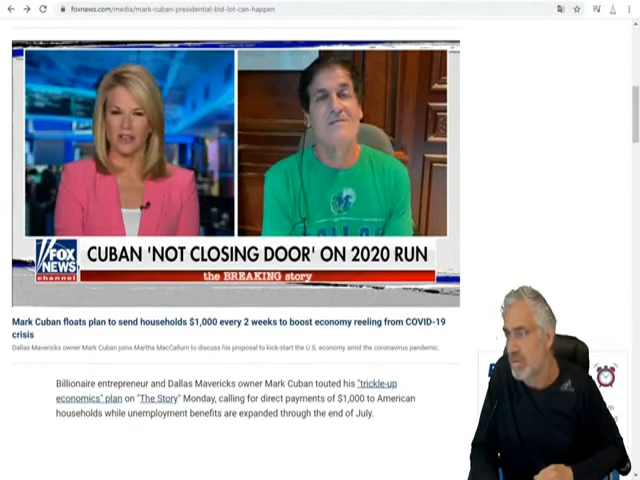 foxnews.com/media/mark-cuban-presidential-bid-lot-can-happen
DALLAS
FOX
NEWS
channel
CUBAN 'NOT CLOSING DOOR' ON 2020 RUN
the BREAKING story
Mark Cuban floats plan to send households $1,000 every 2 weeks to boost economy reeling from COVID-19
crisis
Dallas Mavericks owner Mark Cuban joins Martha MacCallum to discuss his proposal to kick-start the U.S. economy amid the coronavirus pandemic.
Billionaire entrepreneur and Dallas Mavericks owner Mark Cuban touted his "trickle-up
economics" plan on "The Story" Monday, calling for direct payments of $1,000 to American
households while unemployment benefits are expanded through the end of July.